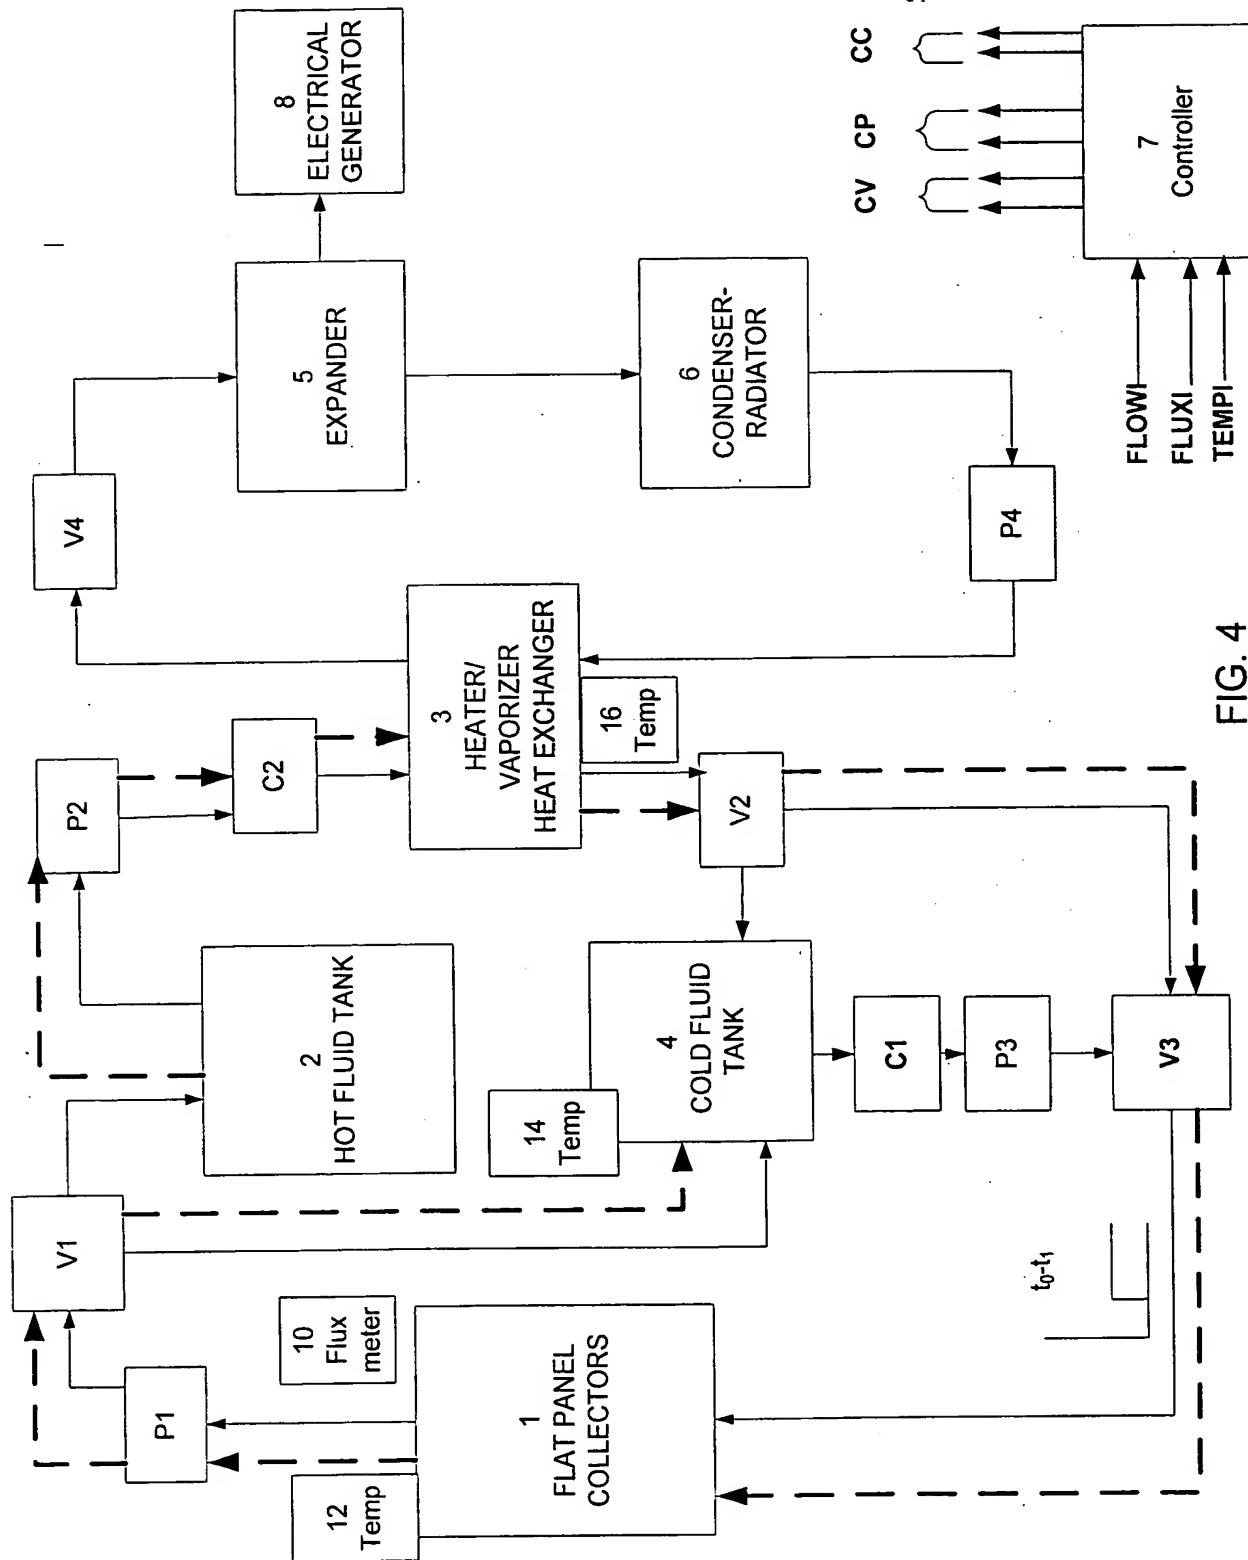 8
ELECTRICAL
GENERATOR
CC
CP
CV
7
Controller
FLOWI
FLUXI
TEMPI
5
EXPANDER
6
CONDENSER-
RADIATOR
V4
P4
3
HEATER/
VAPORIZER
HEAT EXCHANGER
16
Temp
P2
C2
V2
2
HOT FLUID TANK
14
Temp
4
COLD FLUID
TANK
C1
P3
V3
V1
10
Flux
meter
P1
12
Temp
1
FLAT PANEL
COLLECTORS
t0-t1
FIG. 4